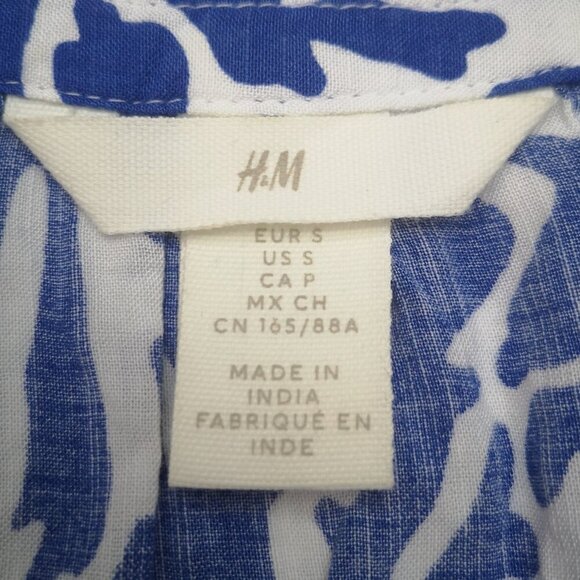 H&M
EUR S
US S
CA P
MX CH
CN 165/88A
MADE IN
INDIA
FABRIQUÉ EN
INDE